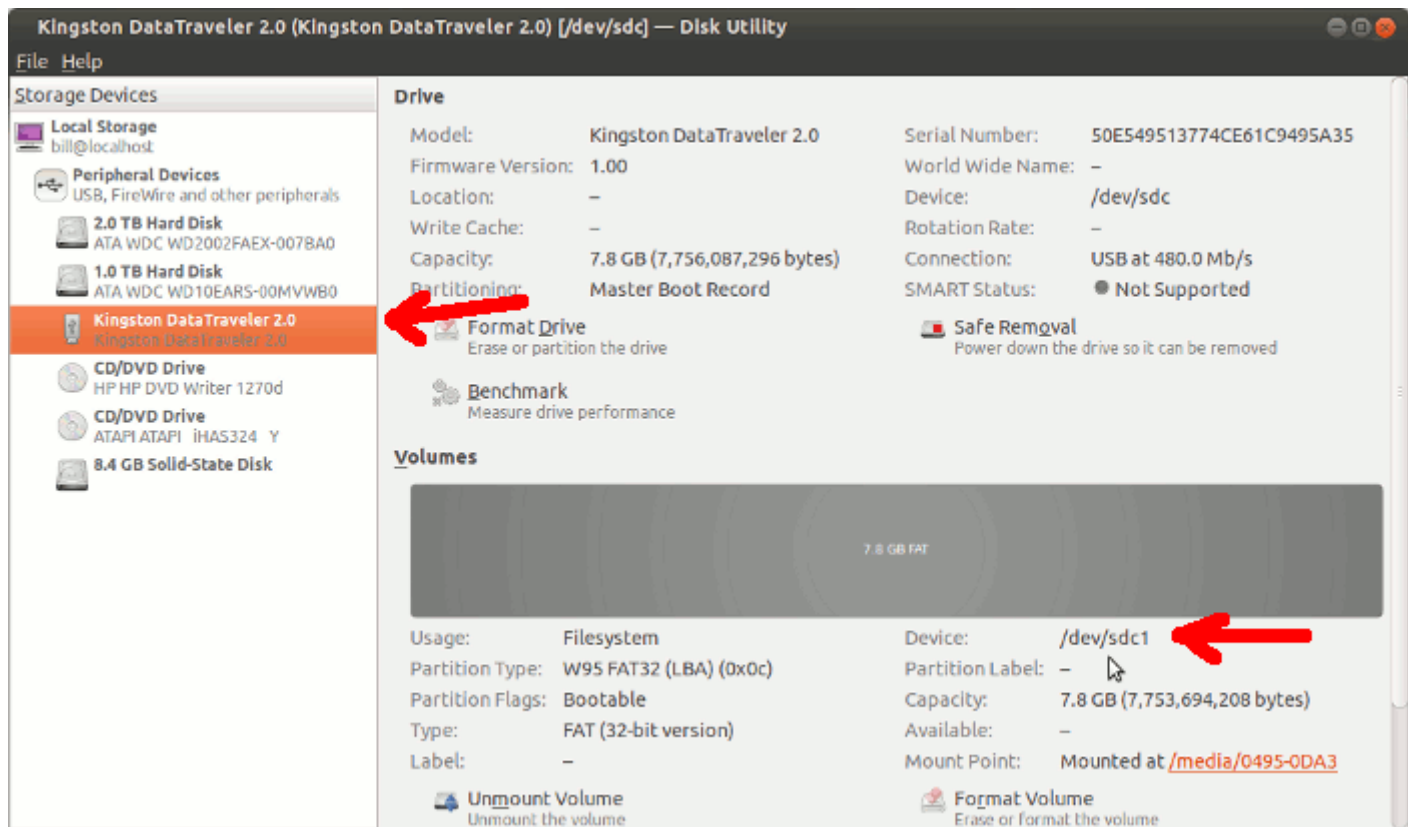 Kingston DataTraveler 2.0 (Kingston DataTraveler 2.0) [/dev/sdc] — Disk Utility
File Help
Storage Devices
Local Storage
bill@localhost
Peripheral Devices
USB, FireWire and other peripherals
2.0 TB Hard Disk
ATA WDC WD2002FAEX-007BA0
1.0 TB Hard Disk
ATA WDC WD10EARS-00MVWB0
Kingston DataTraveler 2.0
Kingston DataTraveler 2.0
CD/DVD Drive
HP HP DVD Writer 1270d
CD/DVD Drive
ATAPI ATAPI iHAS324 Y
8.4 GB Solid-State Disk
Drive
Model: Kingston DataTraveler 2.0 Serial Number: 50E549513774CE61C9495A35
Firmware Version: 1.00 World Wide Name: –
Location: – Device: /dev/sdc
Write Cache: – Rotation Rate: –
Capacity: 7.8 GB (7,756,087,296 bytes) Connection: USB at 480.0 Mb/s
Partitioning: Master Boot Record SMART Status: Not Supported
Format Drive Safe Removal
Erase or partition the drive Power down the drive so it can be removed
Benchmark
Measure drive performance
Volumes
7.8 GB FAT
Usage: Filesystem Device: /dev/sdc1
Partition Type: W95 FAT32 (LBA) (0x0c) Partition Label: –
Partition Flags: Bootable Capacity: 7.8 GB (7,753,694,208 bytes)
Type: FAT (32-bit version) Available: –
Label: – Mount Point: Mounted at /media/0495-0DA3
Unmount Volume Format Volume
Unmount the volume Erase or format the volume